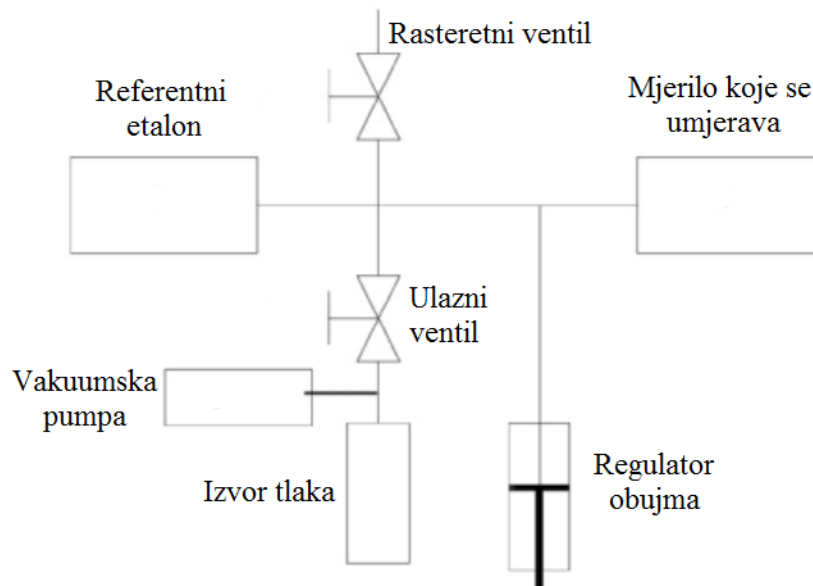 Rasteretni ventil
Referentni
etalon
Mjerilo koje se
umjerava
Ulazni
ventil
Vakuumska
pumpa
Izvor tlaka
Regulator
obujma